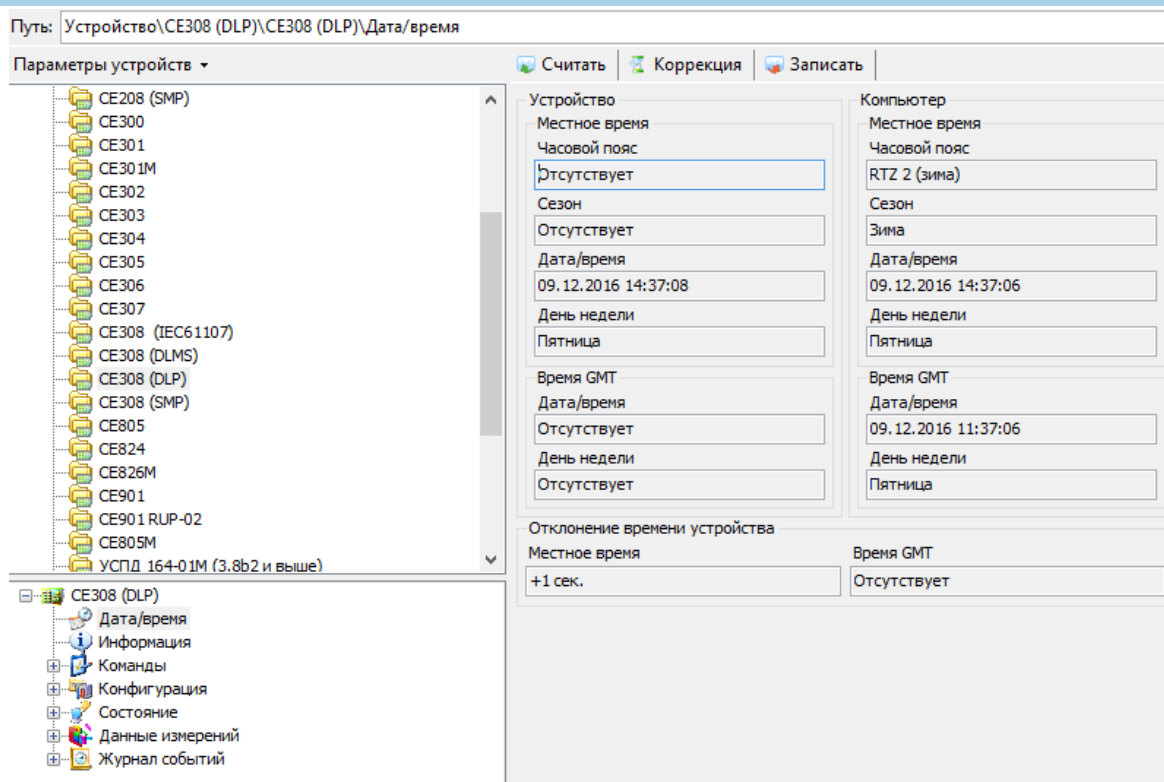 Путь: Устройство\CE308 (DLP)\CE308 (DLP)\Дата/время
Параметры устройств
Считать Коррекция Записать
CE208 (SMP)
CE300
CE301
CE301M
CE302
CE303
CE304
CE305
CE306
CE307
CE308 (IEC61107)
CE308 (DLMS)
CE308 (DLP)
CE308 (SMP)
CE805
CE824
CE826M
CE901
CE901 RUP-02
CE805M
УСПД 164-01М (3.8b2 и выше)
CE308 (DLP)
Дата/время
Информация
Команды
Конфигурация
Состояние
Данные измерений
Журнал событий
Устройство
Местное время
Часовой пояс
Отсутствует
Сезон
Отсутствует
Дата/время
09.12.2016 14:37:08
День недели
Пятница
Время GMT
Дата/время
Отсутствует
День недели
Отсутствует
Компьютер
Местное время
Часовой пояс
RTZ 2 (зима)
Сезон
Зима
Дата/время
09.12.2016 14:37:06
День недели
Пятница
Время GMT
Дата/время
09.12.2016 11:37:06
День недели
Пятница
Отклонение времени устройства
Местное время Время GMT
+1 сек. Отсутствует